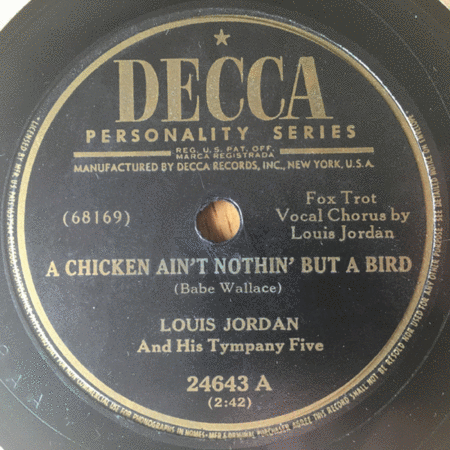 DECCA
PERSONALITY SERIES
REG. U.S. PAT. OFF.
MARCA REGISTRADA
MANUFACTURED BY DECCA RECORDS, INC., NEW YORK, U.S.A.
(68169)
Fox Trot
Vocal Chorus by
Louis Jordan
A CHICKEN AIN'T NOTHIN' BUT A BIRD
(Babe Wallace)
LOUIS JORDAN
And His Tympany Five
24643 A
(2:42)